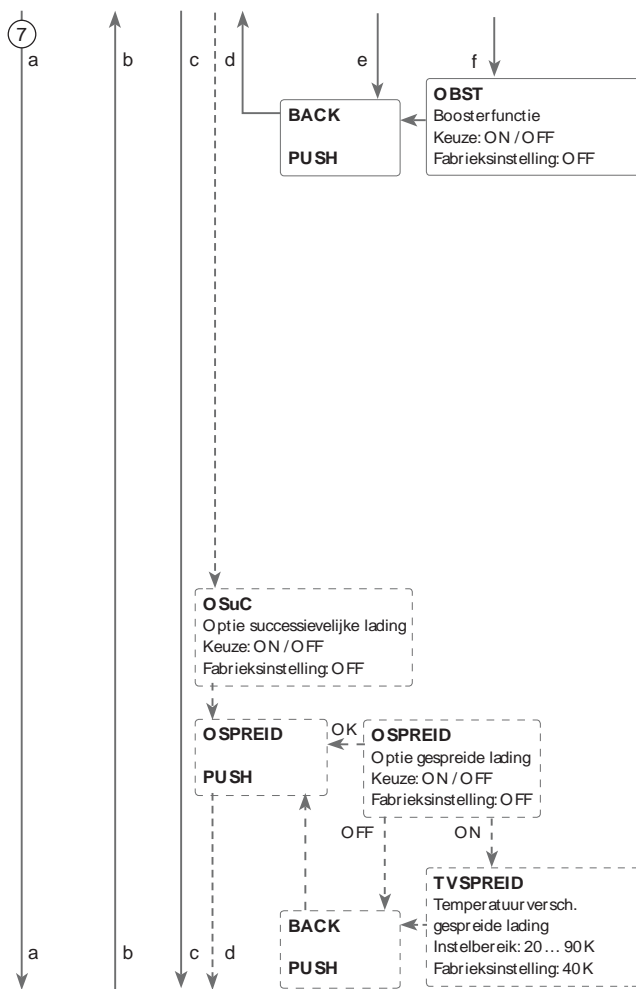 7
a b c d e f
BACK
PUSH
OBST
Boosterfunctie
Keuze: ON / OFF
Fabrieksinstelling: OFF
OSuC
Optie successievelijke lading
Keuze: ON / OFF
Fabrieksinstelling: OFF
OSPREID
PUSH
OK
OSPREID
Optie gespreide lading
Keuze: ON / OFF
Fabrieksinstelling: OFF
OFF ON
BACK
PUSH
TVSPREID
Temperatuurversch.
gespreide lading
Instelbereik: 20 ... 90 K
Fabrieksinstelling: 40 K
a b c d